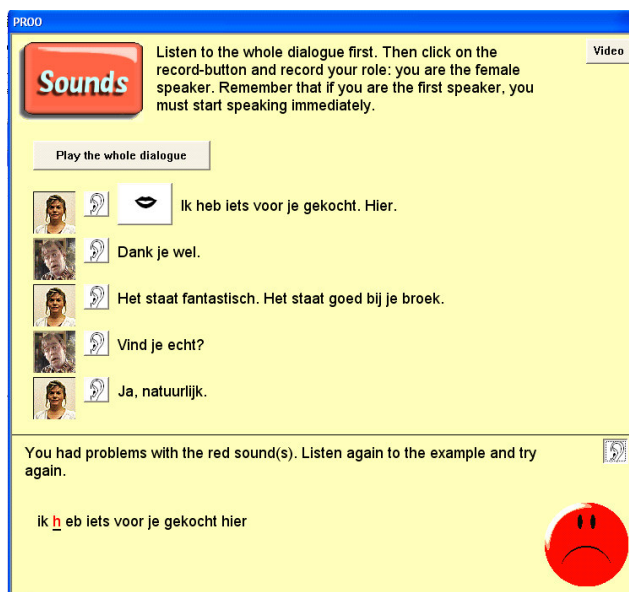 PROO
Video
Sounds
Listen to the whole dialogue first. Then click on the
record-button and record your role: you are the female
speaker. Remember that if you are the first speaker, you
must start speaking immediately.
Play the whole dialogue
Ik heb iets voor je gekocht. Hier.
Dank je wel.
Het staat fantastisch. Het staat goed bij je broek.
Vind je echt?
Ja, natuurlijk.
You had problems with the red sound(s). Listen again to the example and try
again.
ik h eb iets voor je gekocht hier